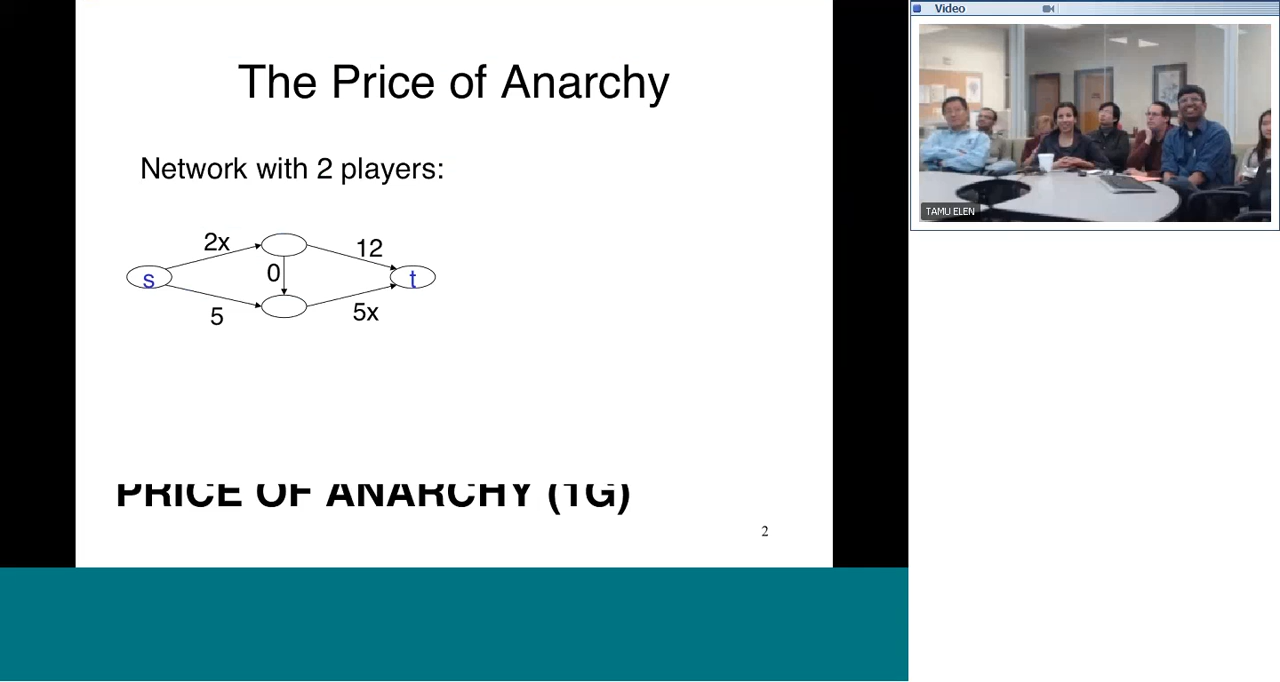 Video
The Price of Anarchy
Network with 2 players:
2x
12
s
0
t
5
5x
TAMU ELEN
PRICE OF ANARCHY (1G)
2